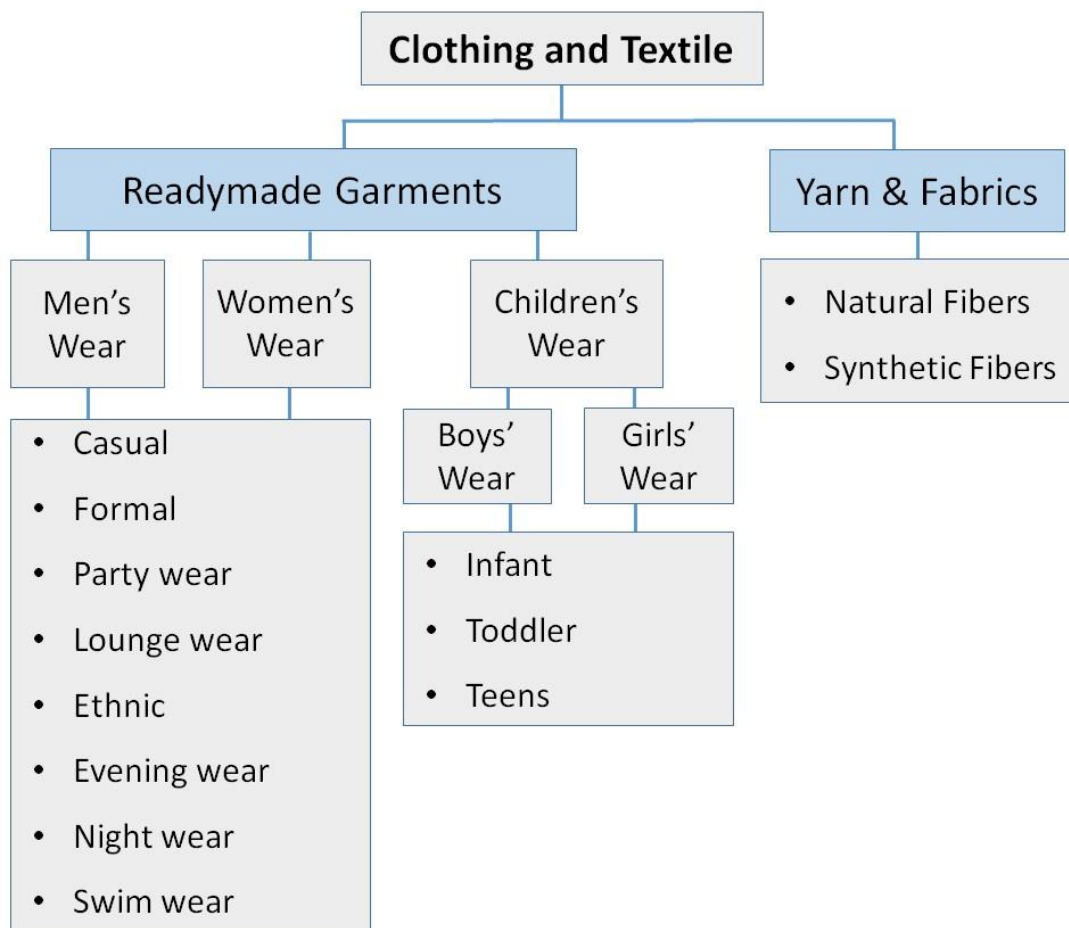 Clothing and Textile
Readymade Garments
Yarn & Fabrics
Men’s
Wear
Women’s
Wear
Children’s
Wear
• Natural Fibers
• Synthetic Fibers
Boys’
Wear
Girls’
Wear
• Casual
• Formal
• Party wear
• Lounge wear
• Ethnic
• Evening wear
• Night wear
• Swim wear
• Infant
• Toddler
• Teens